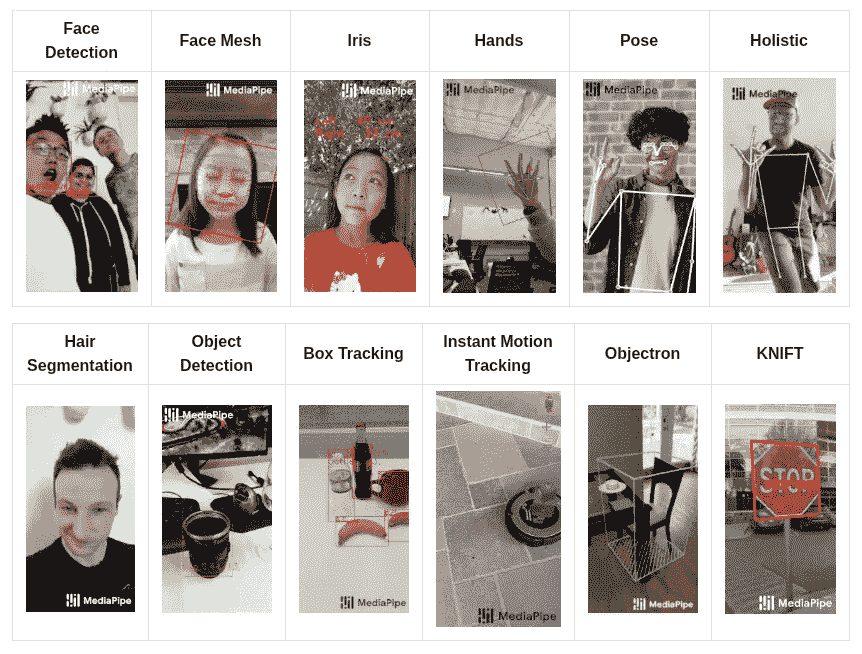 Face
Detection
Face Mesh
Iris
Hands
Pose
Holistic
MediaPipe
MediaPipe
MediaPipe
MediaPipe
MediaPipe
MediaPipe
Hair
Segmentation
Object
Detection
Box Tracking
Instant Motion
Tracking
Objectron
KNIFT
MediaPipe
STOP
MediaPipe
MediaPipe
MediaPipe
MediaPipe
MediaPipe